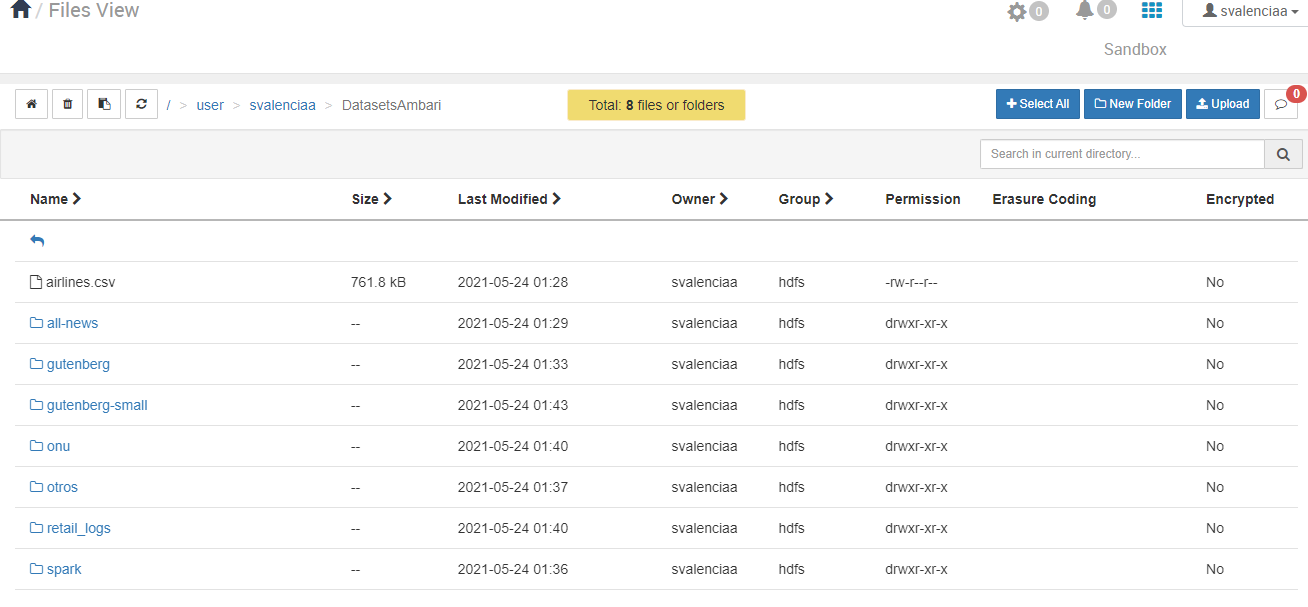 / Files View 0 0 svalenciaa
Sandbox
/ > user > svalenciaa > DatasetsAmbari Total: 8 files or folders Select All New Folder Upload 0
Search in current directory...
Name Size Last Modified Owner Group Permission Erasure Coding Encrypted
airlines.csv 761.8 kB 2021-05-24 01:28 svalenciaa hdfs -rw-r--r-- No
all-news -- 2021-05-24 01:29 svalenciaa hdfs drwxr-xr-x No
gutenberg -- 2021-05-24 01:33 svalenciaa hdfs drwxr-xr-x No
gutenberg-small -- 2021-05-24 01:43 svalenciaa hdfs drwxr-xr-x No
onu -- 2021-05-24 01:40 svalenciaa hdfs drwxr-xr-x No
otros -- 2021-05-24 01:37 svalenciaa hdfs drwxr-xr-x No
retail_logs -- 2021-05-24 01:40 svalenciaa hdfs drwxr-xr-x No
spark -- 2021-05-24 01:36 svalenciaa hdfs drwxr-xr-x No